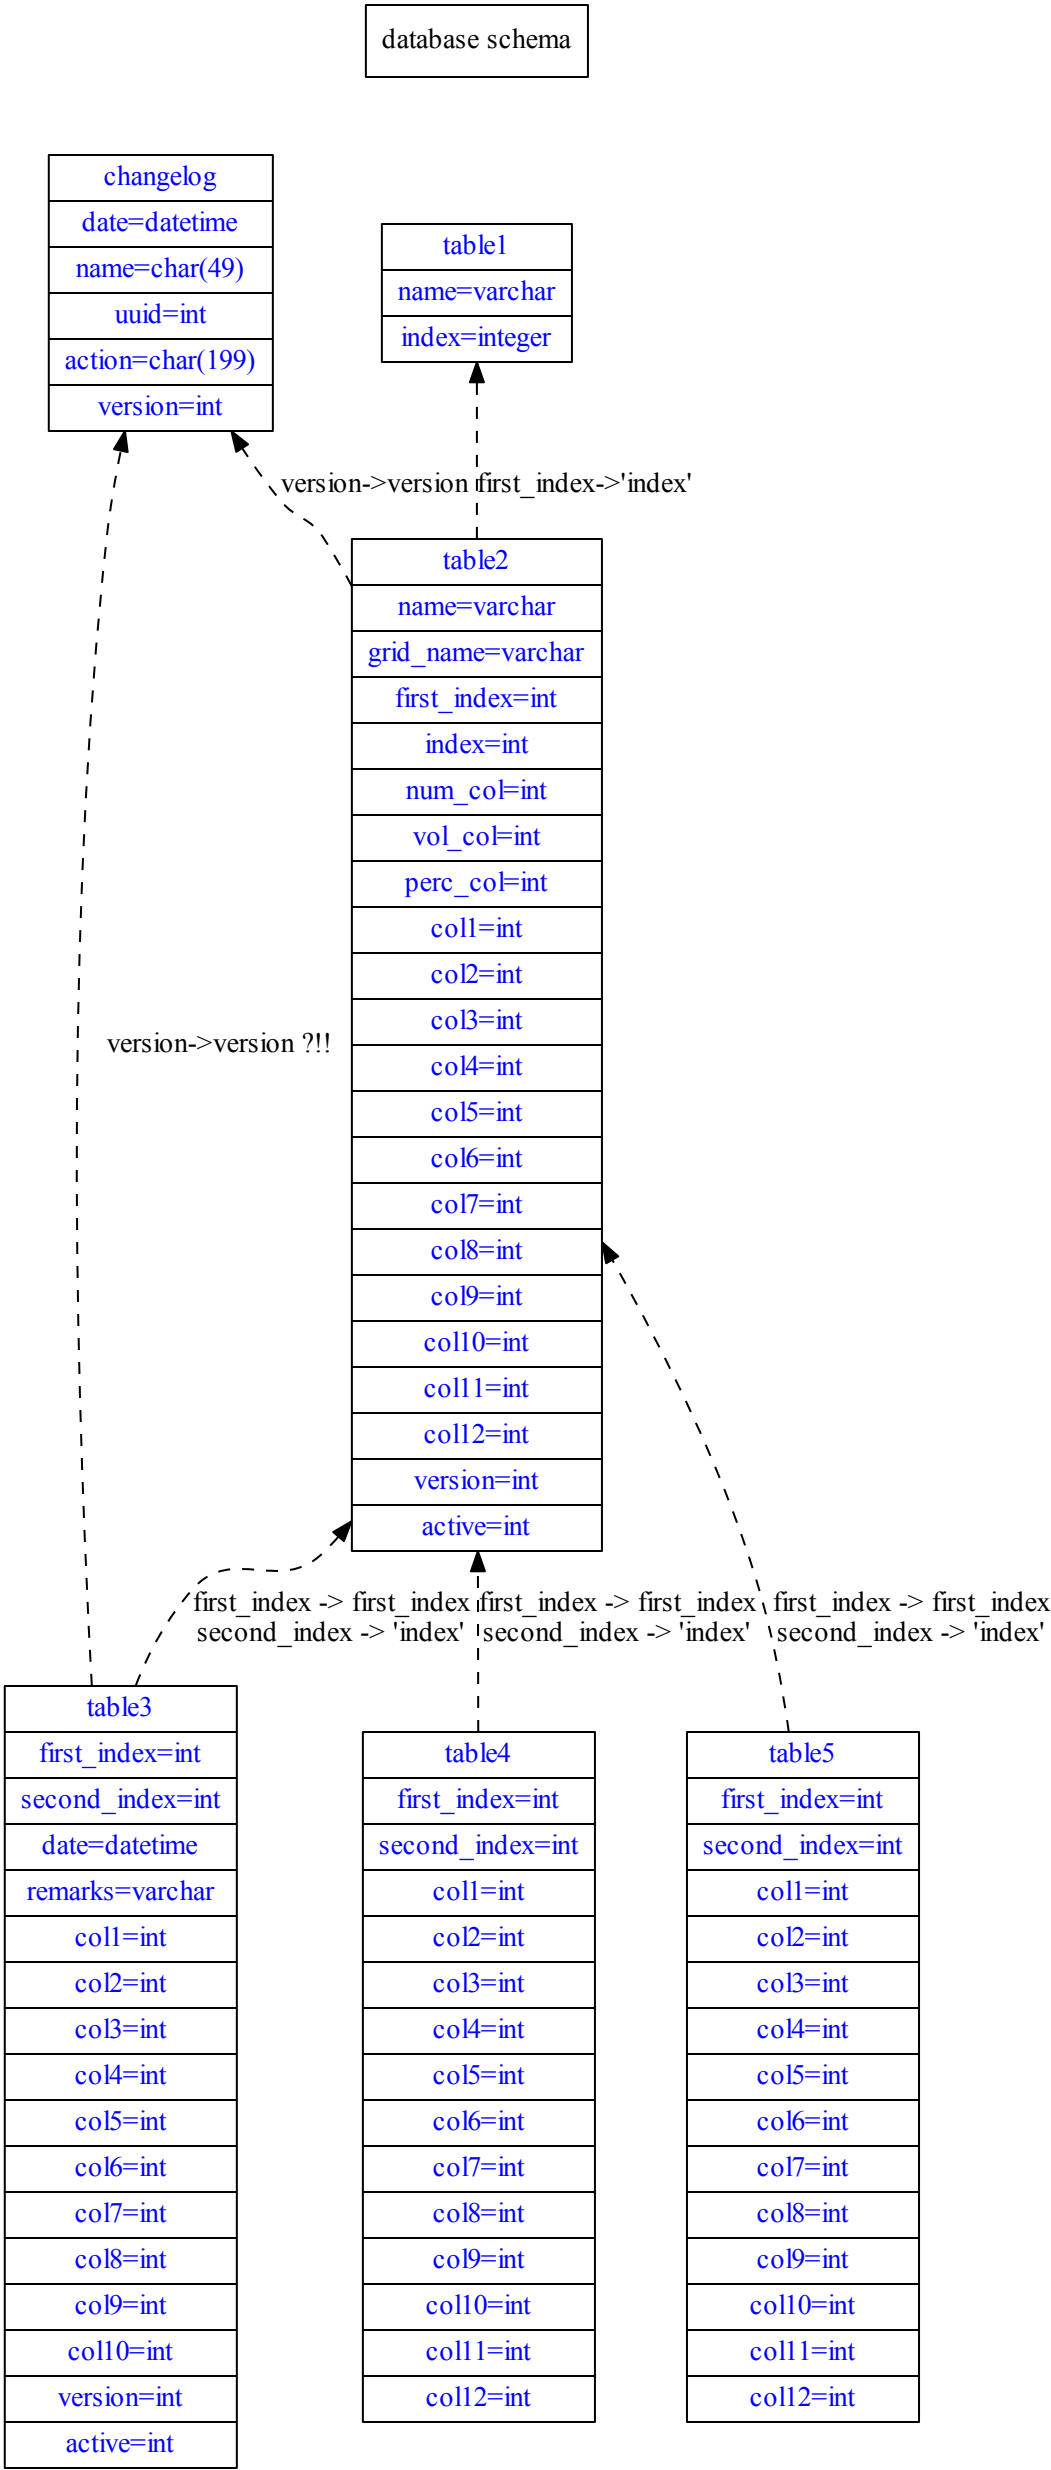 database schema
changelog
date=datetime
name=char(49)
uuid=int
action=char(199)
version=int
table1
name=varchar
index=integer
version->version
first_index->'index'
table2
name=varchar
grid_name=varchar
first_index=int
index=int
num_col=int
vol_col=int
perc_col=int
col1=int
col2=int
col3=int
col4=int
col5=int
col6=int
col7=int
col8=int
col9=int
col10=int
col11=int
col12=int
version=int
active=int
version->version ?!!
first_index -> first_index
second_index -> 'index'
first_index -> first_index
second_index -> 'index'
first_index -> first_index
second_index -> 'index'
table3
first_index=int
second_index=int
date=datetime
remarks=varchar
col1=int
col2=int
col3=int
col4=int
col5=int
col6=int
col7=int
col8=int
col9=int
col10=int
version=int
active=int
table4
first_index=int
second_index=int
col1=int
col2=int
col3=int
col4=int
col5=int
col6=int
col7=int
col8=int
col9=int
col10=int
col11=int
col12=int
table5
first_index=int
second_index=int
col1=int
col2=int
col3=int
col4=int
col5=int
col6=int
col7=int
col8=int
col9=int
col10=int
col11=int
col12=int